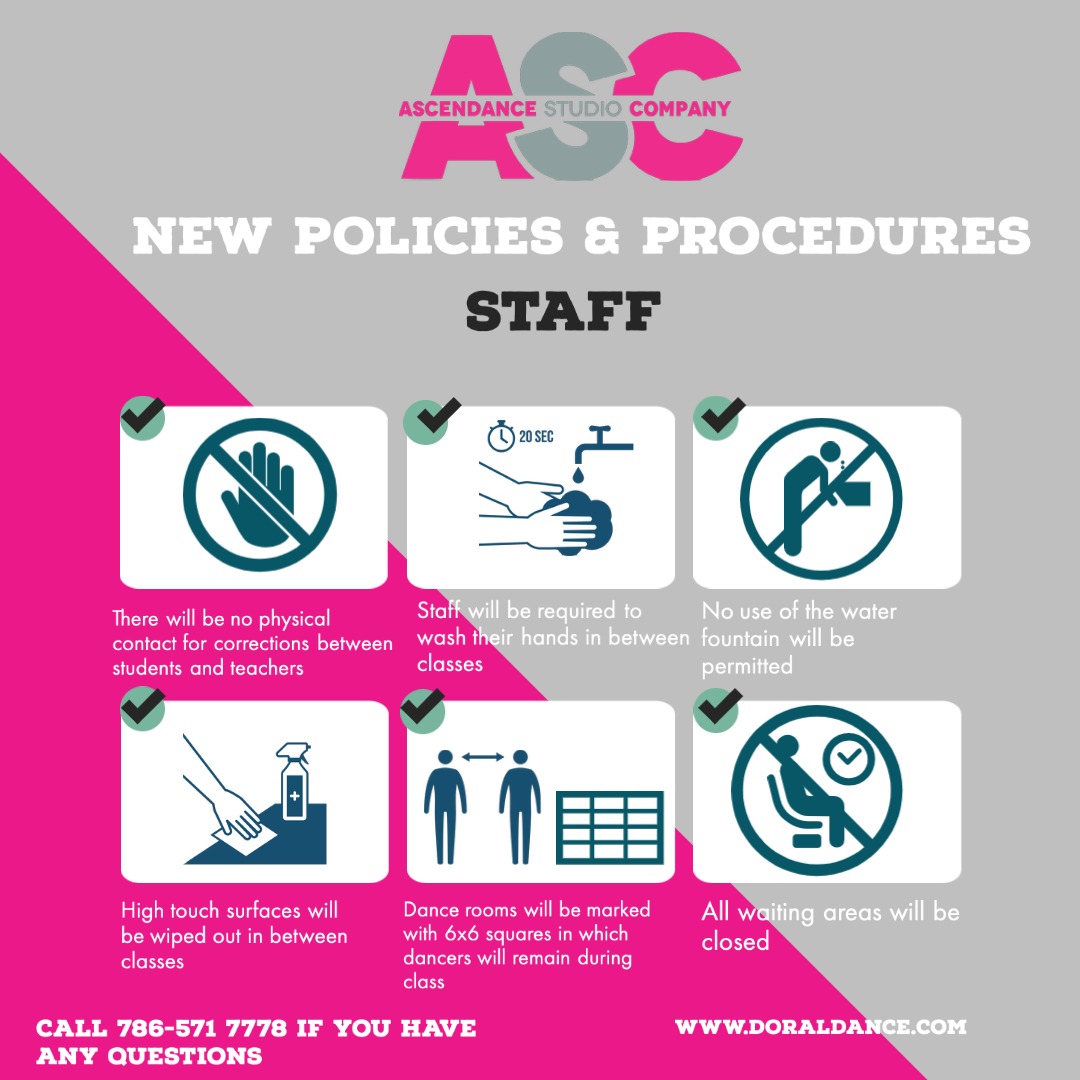 ASC
ASCENDANCE STUDIO COMPANY
NEW POLICIES & PROCEDURES
STAFF
There will be no physical
contact for corrections between
students and teachers
20 SEC
Staff will be required to
wash their hands in between
classes
No use of the water
fountain will be
permitted
High touch surfaces will
be wiped out in between
classes
Dance rooms will be marked
with 6x6 squares in which
dancers will remain during
class
All waiting areas will be
closed
CALL 786-571 7778 IF YOU HAVE
ANY QUESTIONS
WWW.DORALDANCE.COM